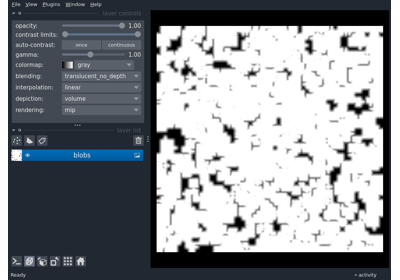 File View Plugins Window Help
layer controls
opacity: 1.00
contrast limits:
auto-contrast: once continuous
gamma: 1.00
colormap: gray
blending: translucent_no_depth
interpolation: linear
depiction: volume
rendering: mip
layer list
blobs
Ready activity